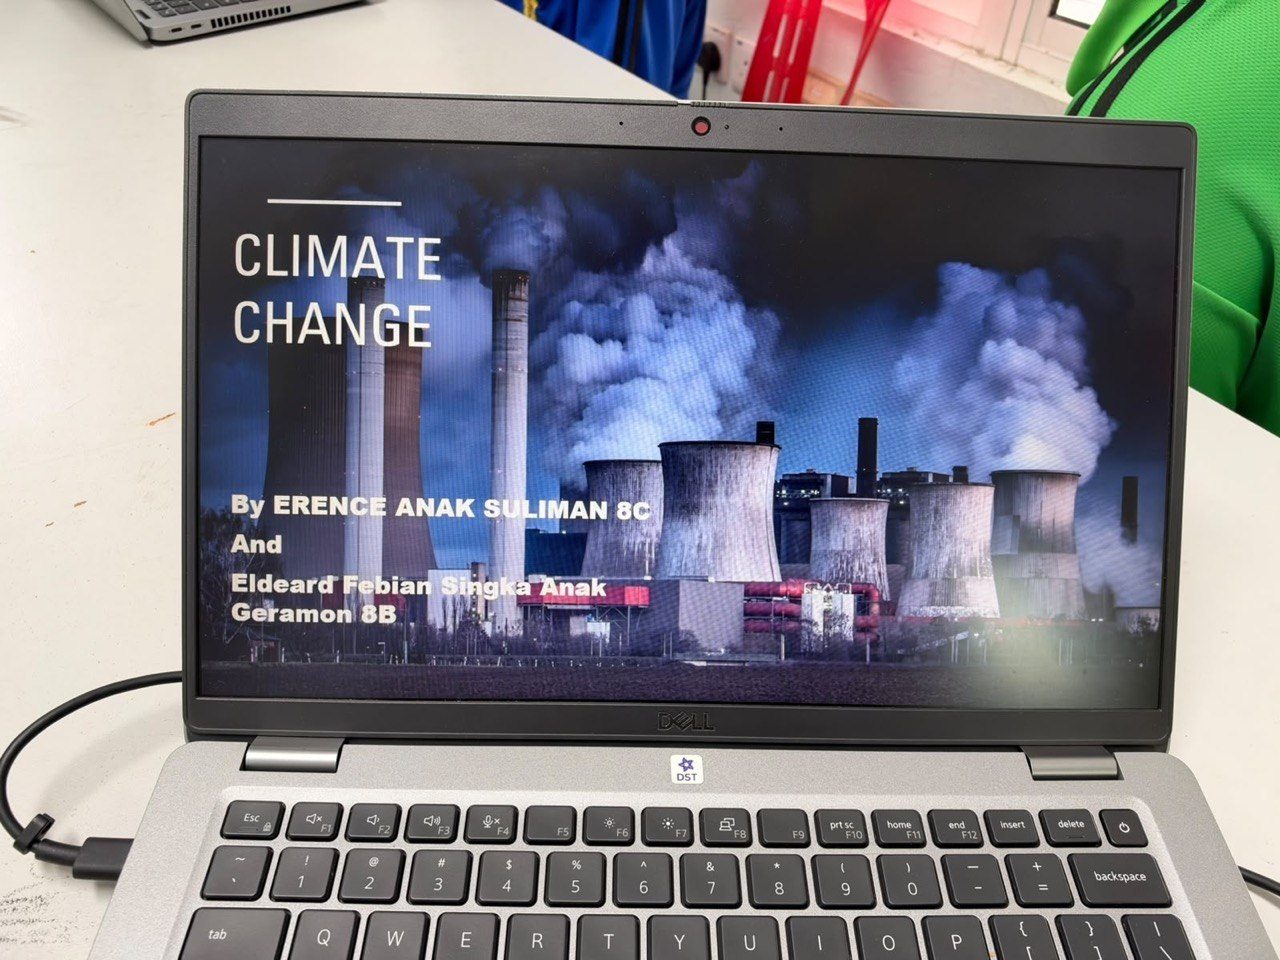 CLIMATE
CHANGE
By ERENCE ANAK SULIMAN 8C
And
Eldeard Febian Singka Anak
Geramon 8B
DELL
DST
Esc F1 F2 F3 F4 F5 F6 F7 F8 F9 prt sc F10 home F11 end F12 insert delete
~ ` ! 1 @ 2 # 3 $ 4 % 5 ^ 6 & 7 * 8 ( 9 ) 0 — - + = backspace
tab Q W E R T Y U I O P { [ } ] | \